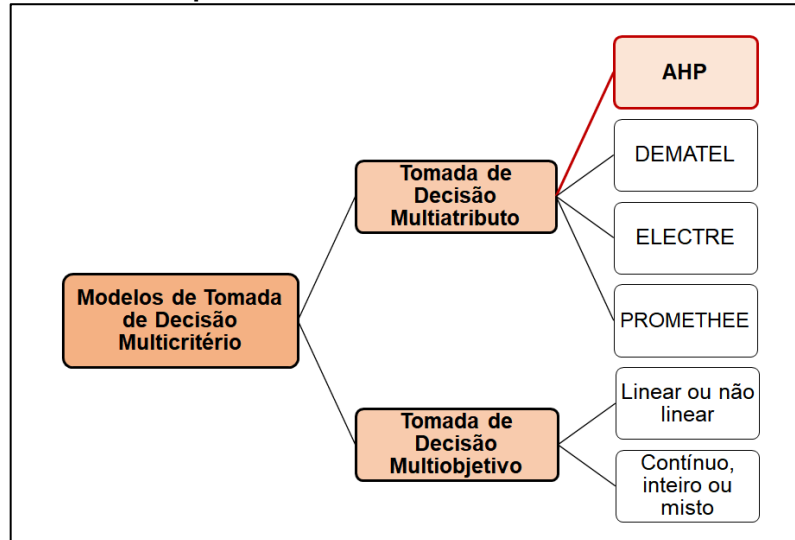 Modelos de Tomada
de Decisão
Multicritério
Tomada de
Decisão
Multiatributo
AHP
DEMATEL
ELECTRE
PROMETHEE
Tomada de
Decisão
Multiobjetivo
Linear ou não
linear
Contínuo,
inteiro ou
misto